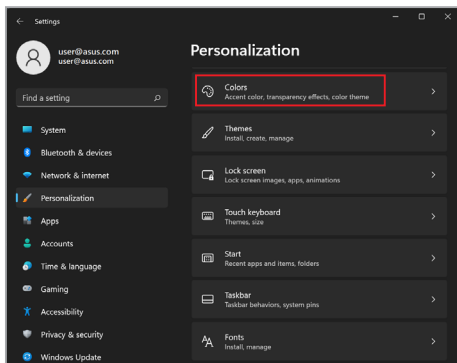 Settings
user@asus.com
user@asus.com
Find a setting
System
Bluetooth & devices
Network & internet
Personalization
Apps
Accounts
Time & language
Gaming
Accessibility
Privacy & security
Windows Update
Personalization
Colors
Accent color, transparency effects, color theme
Themes
Install, create, manage
Lock screen
Lock screen images, apps, animations
Touch keyboard
Themes, size
Start
Recent apps and items, folders
Taskbar
Taskbar behaviors, system pins
Fonts
Install, manage